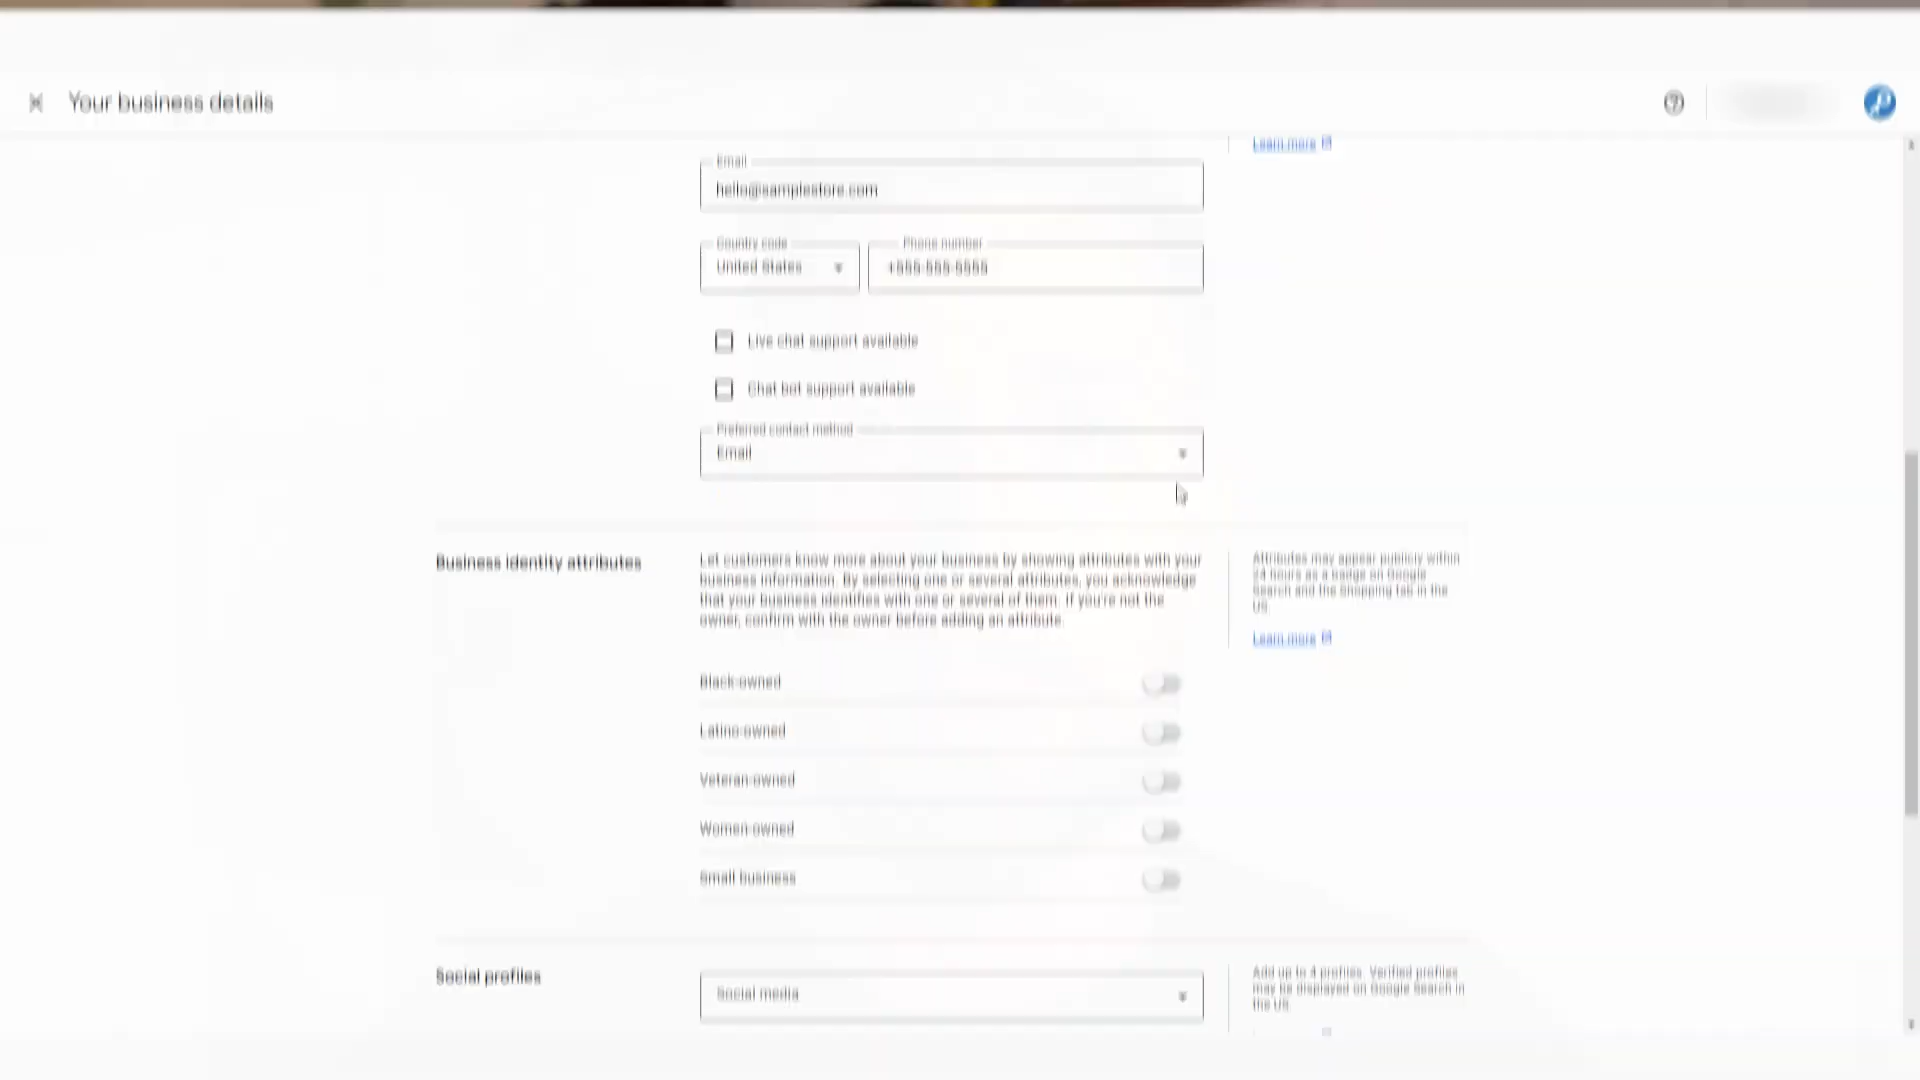 Your business details
Learn more
Email
hello@samplestore.com
Country code
United States
Phone number
+555-555-5555
Live chat support available
Chat bot support available
Preferred contact method
Email
Business identity attributes
Let customers know more about your business by showing attributes with your
business information. By selecting one or several attributes, you acknowledge
that your business identifies with one or several of them. If you're not the
owner, confirm with the owner before adding an attribute.
Attributes may appear publicly within
24 hours as a badge on Google
Search and the Shopping tab in the
US.
Learn more
Black-owned
Latino-owned
Veteran-owned
Women-owned
Small business
Social profiles
Social media
Add up to 4 profiles. Verified profiles
may be displayed on Google Search in
the US.